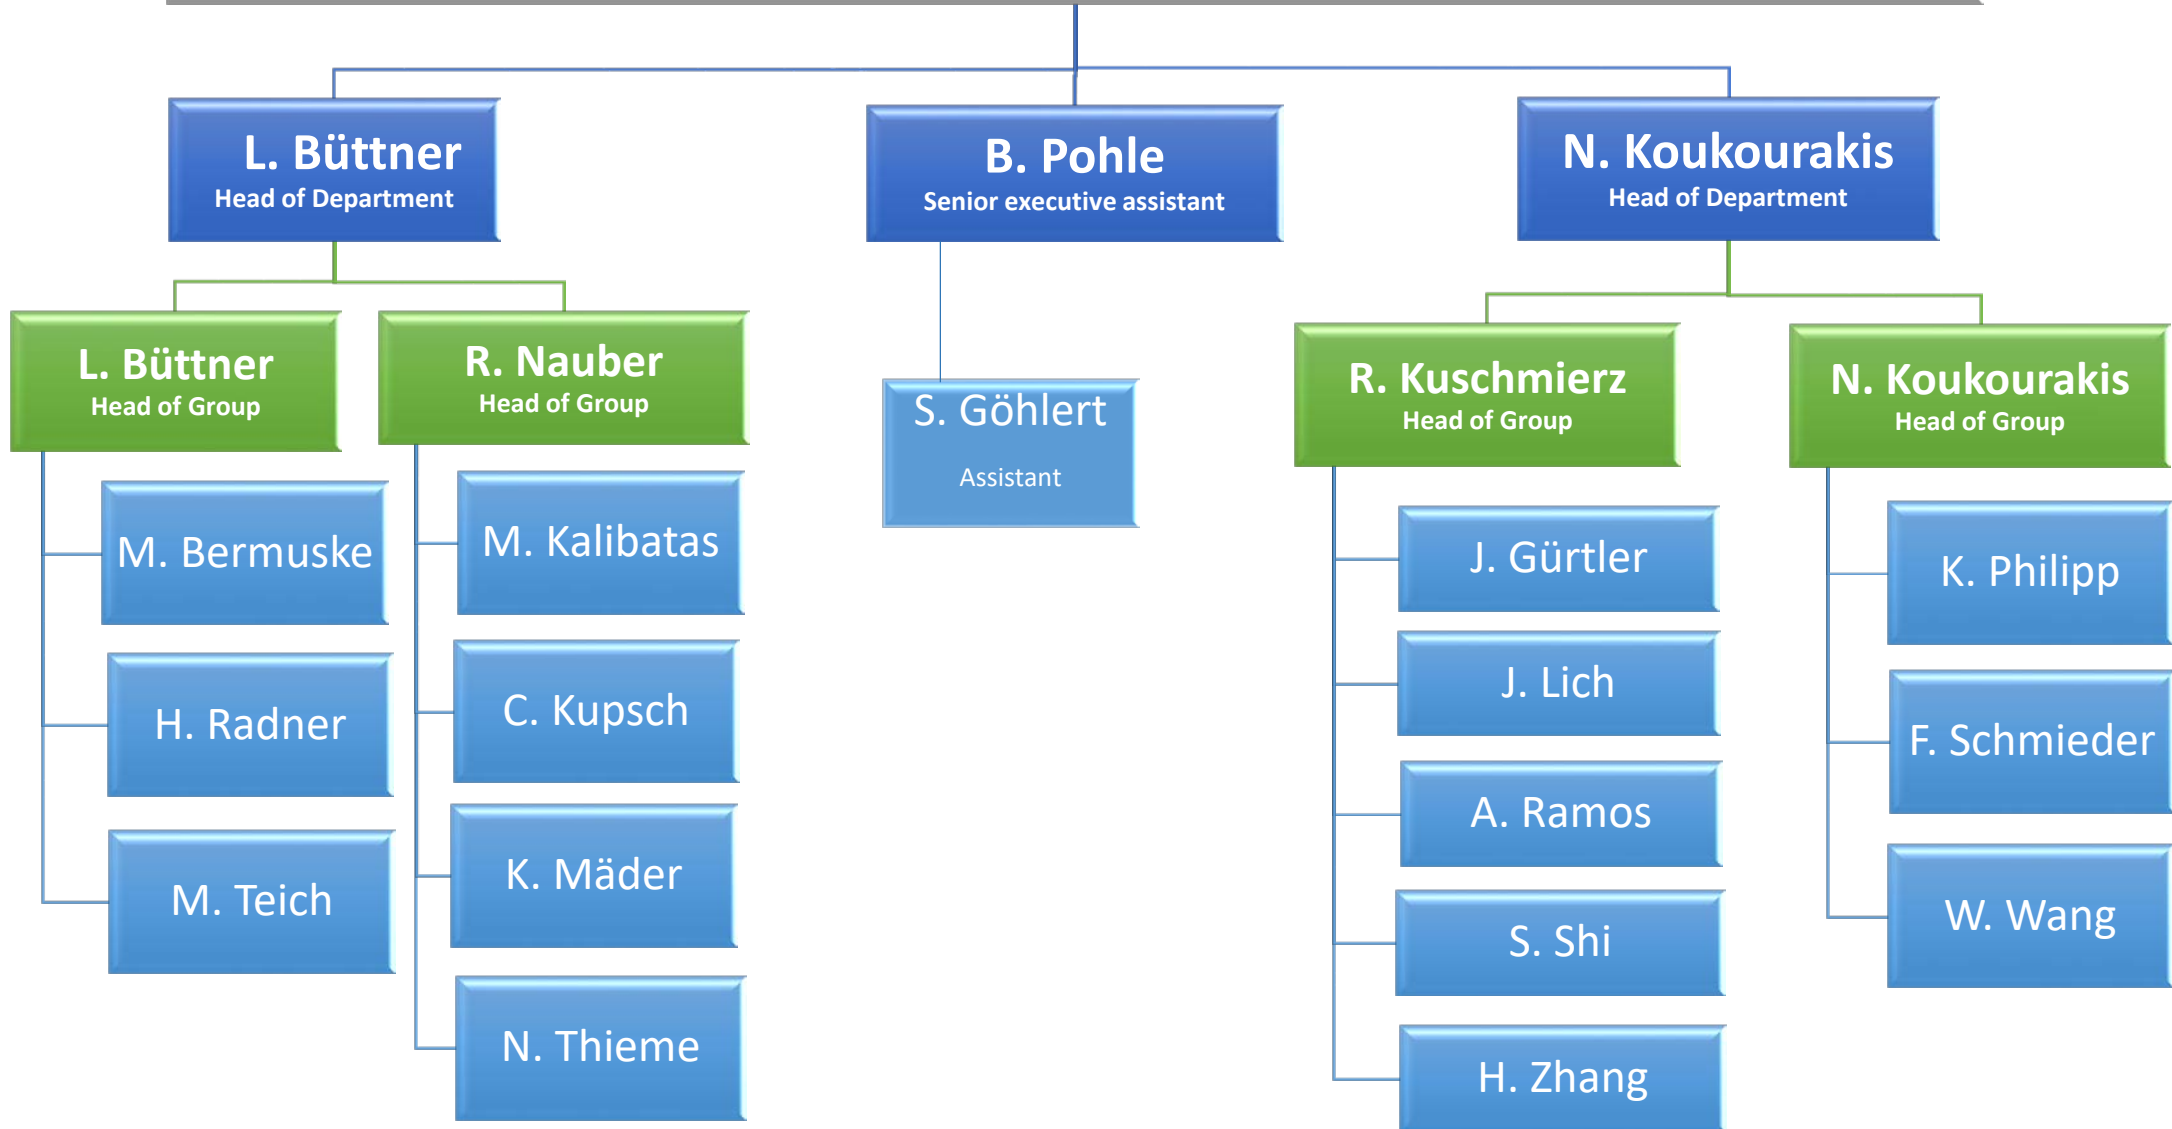 L. Büttner
Head of Department
B. Pohle
Senior executive assistant
N. Koukourakis
Head of Department
L. Büttner
Head of Group
R. Nauber
Head of Group
S. Göhlert
Assistant
R. Kuschmierz
Head of Group
N. Koukourakis
Head of Group
M. Bermuske
H. Radner
M. Teich
M. Kalibatas
C. Kupsch
K. Mäder
N. Thieme
J. Gürtler
J. Lich
A. Ramos
S. Shi
H. Zhang
K. Philipp
F. Schmieder
W. Wang